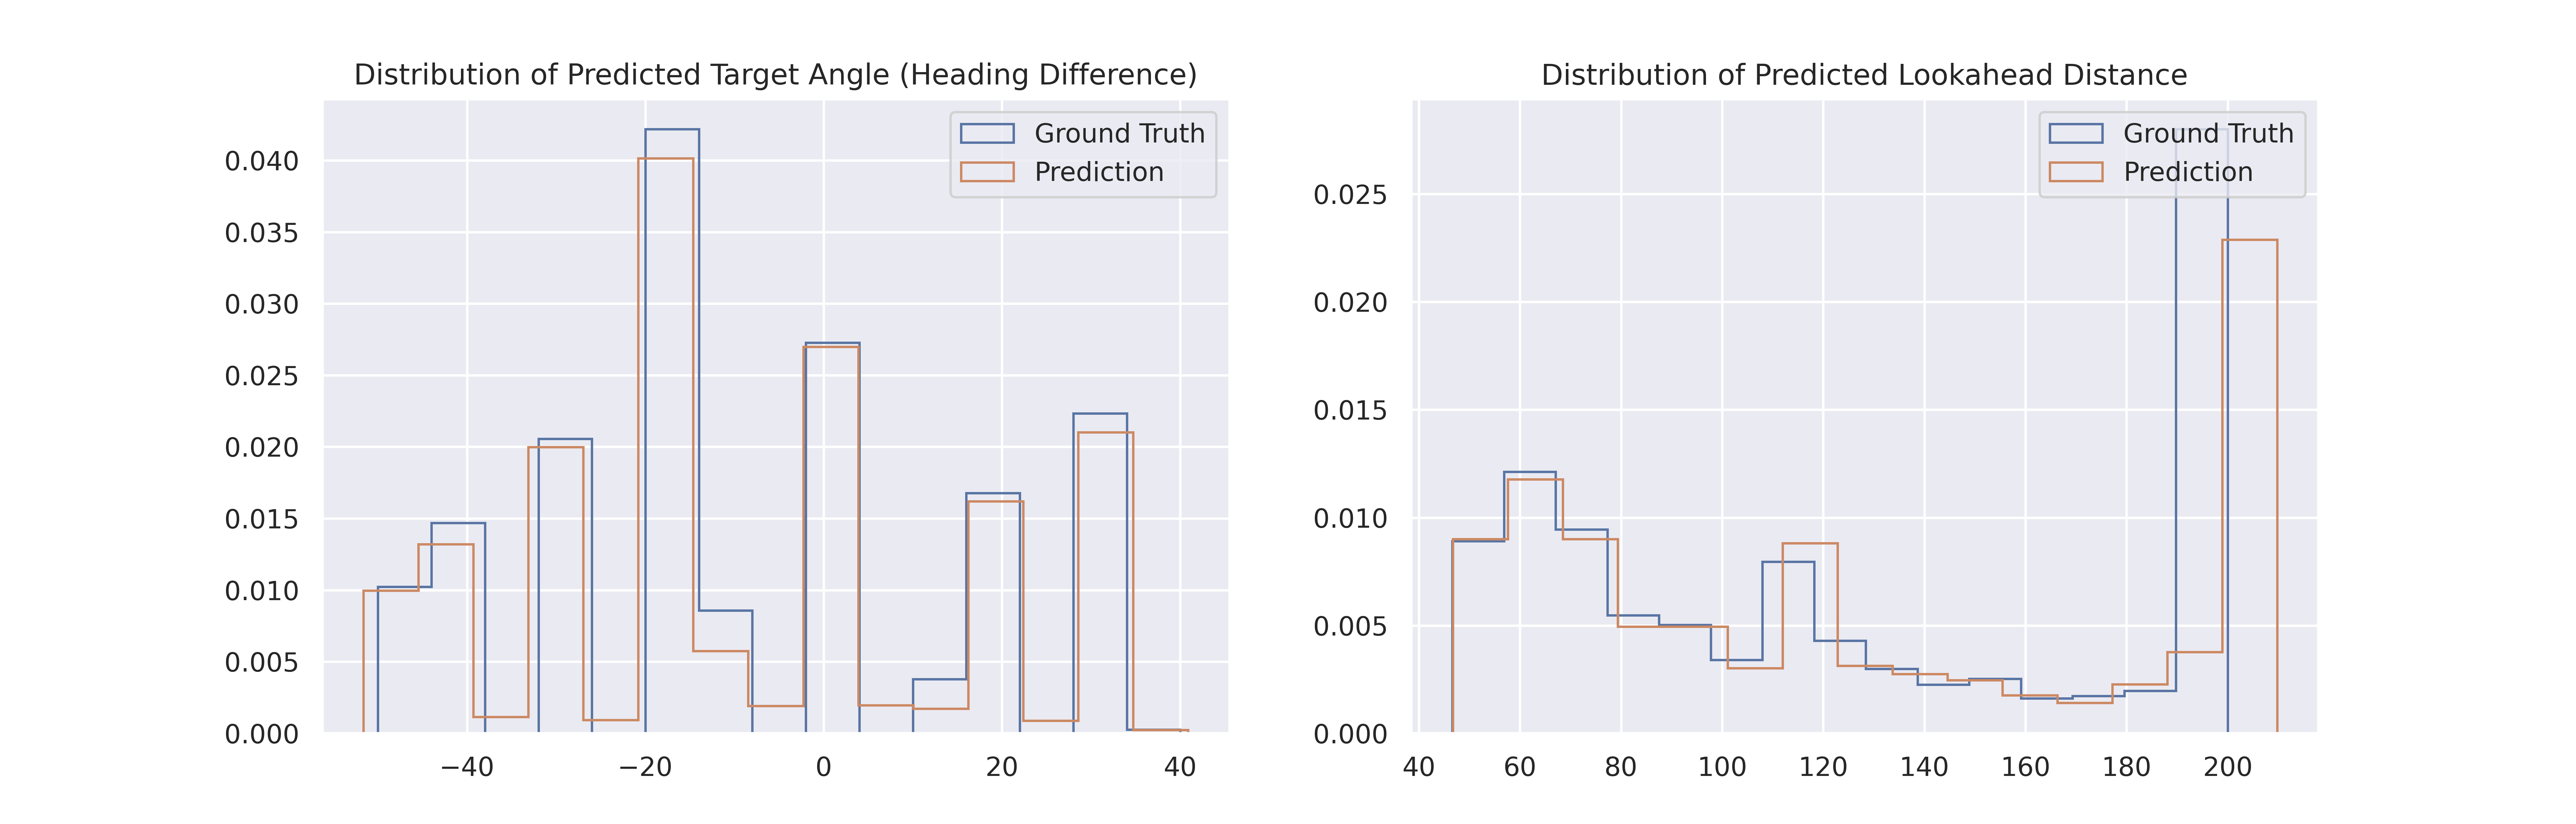 Distribution of Predicted Target Angle (Heading Difference)
Ground Truth
Prediction
0.040
0.035
0.030
0.025
0.020
0.015
0.010
0.005
0.000
−40 −20 0 20 40
Distribution of Predicted Lookahead Distance
Ground Truth
Prediction
0.025
0.020
0.015
0.010
0.005
0.000
40 60 80 100 120 140 160 180 200